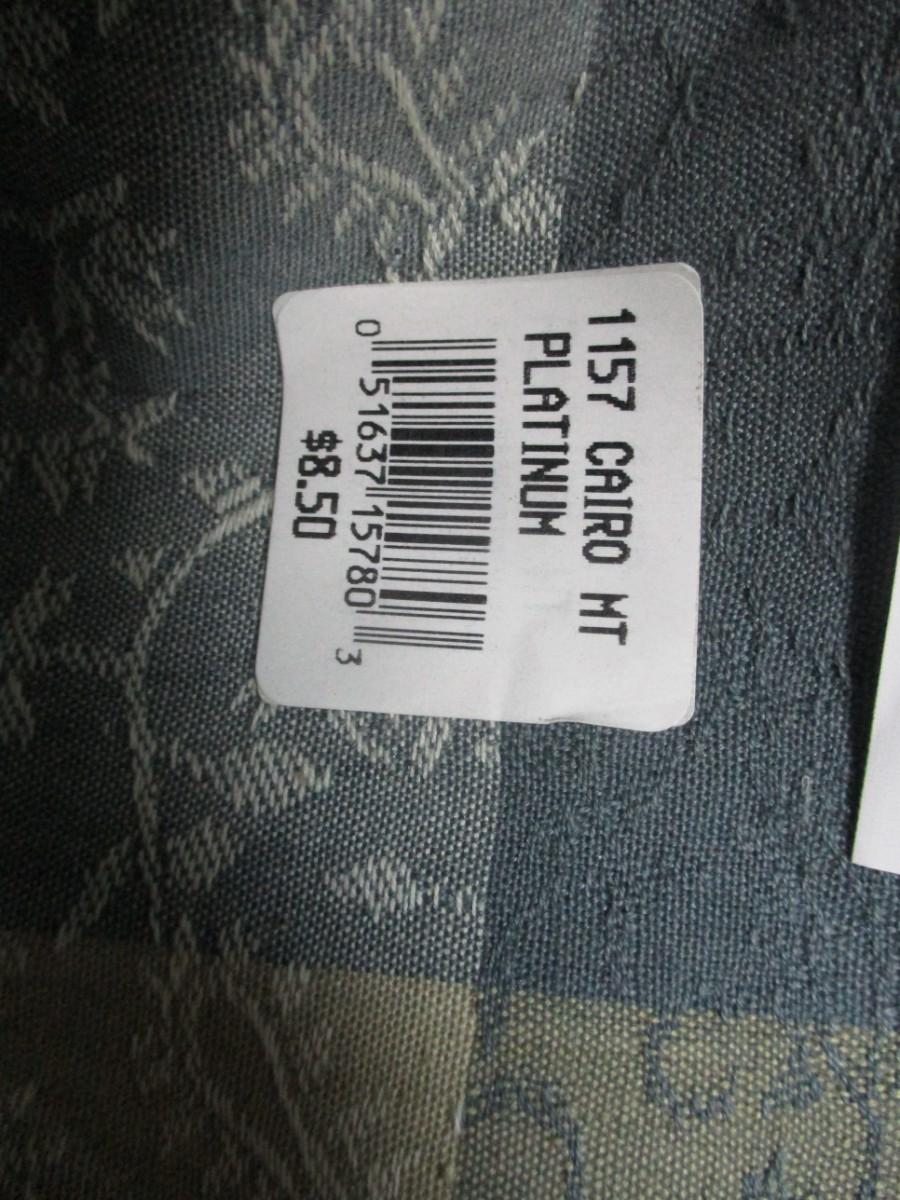 1157 CAIRO MT
PLATINUM
0 51637 15780 3
$8.50